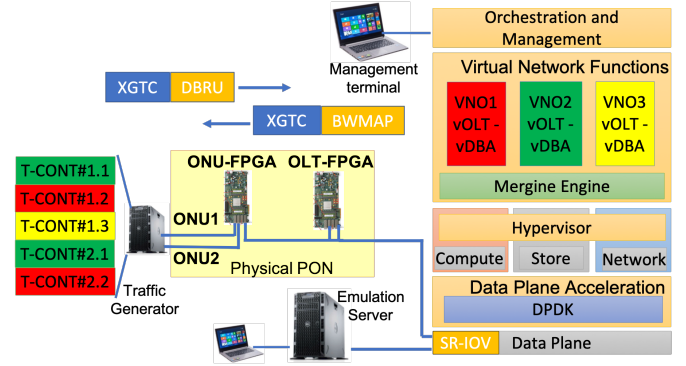 Orchestration and
Management
Management
terminal
Virtual Network Functions
XGTC DBRU
VNO1
vOLT -
vDBA
VNO2
vOLT -
vDBA
VNO3
vOLT -
vDBA
XGTC BWMAP
Mergine Engine
T-CONT#1.1
T-CONT#1.2
T-CONT#1.3
T-CONT#2.1
T-CONT#2.2
ONU-FPGA OLT-FPGA
ONU1
ONU2
Physical PON
Traffic
Generator
Hypervisor
Compute Store Network
Data Plane Acceleration
DPDK
Emulation
Server
SR-IOV Data Plane